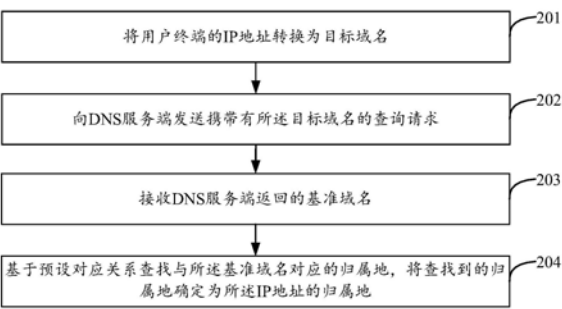 将用户终端的IP地址转换为目标域名
201
向DNS服务端发送携带有所述目标域名的查询请求
202
接收DNS服务端返回的基准域名
203
基于预设对应关系查找与所述基准域名对应的归属地，将查找到的归
属地确定为所述IP地址的归属地
204